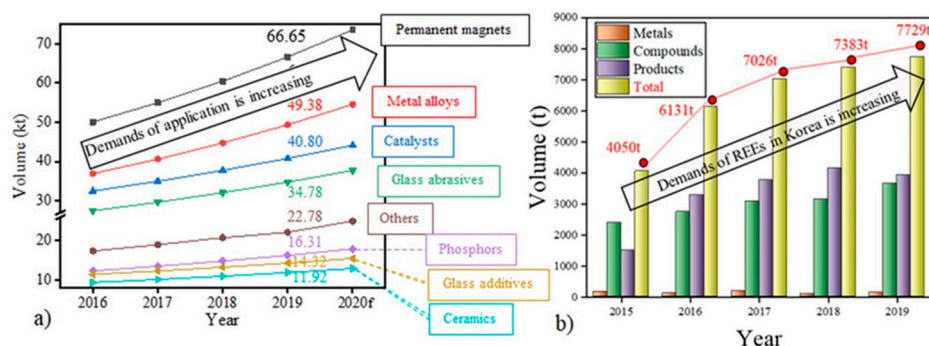 70
60
50
40
30
20
10
Volume (kt)
2016
2017
2018
2019
2020f
Year
a)
Demands of application is increasing
66.65
49.38
40.80
34.78
22.78
16.31
14.32
11.92
Permanent magnets
Metal alloys
Catalysts
Glass abrasives
Others
Phosphors
Glass additives
Ceramics
9000
8000
7000
6000
5000
4000
3000
2000
1000
0
Volume (t)
Metals
Compounds
Products
Total
4050t
6131t
7026t
7383t
7729t
Demands of REEs in Korea is increasing
2015
2016
2017
2018
2019
Year
b)